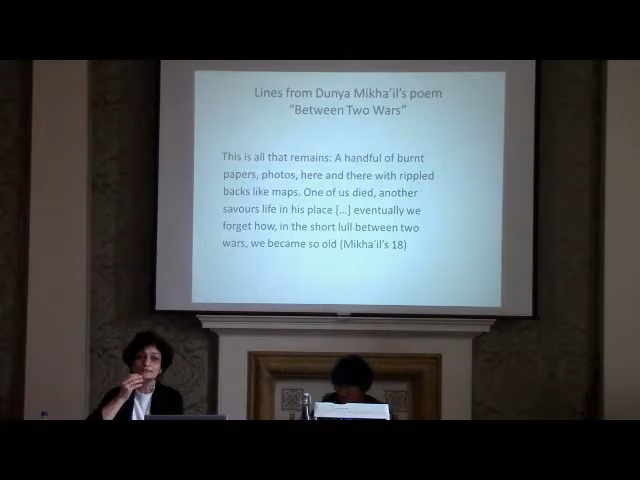 Lines from Dunya Mikha'il's poem
"Between Two Wars"
This is all that remains: A handful of burnt
papers, photos, here and there with rippled
backs like maps. One of us died, another
savours life in his place [...] eventually we
forget how, in the short lull between two
wars, we became so old (Mikha'il's 18)